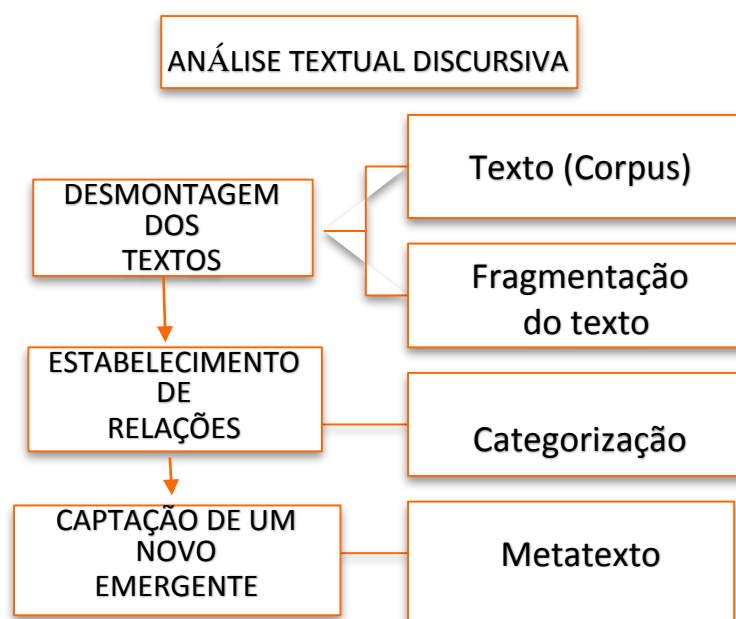 ANÁLISE TEXTUAL DISCURSIVA
DESMONTAGEM
DOS
TEXTOS
Texto (Corpus)
Fragmentação
do texto
ESTABELECIMENTO
DE
RELAÇÕES
Categorização
CAPTAÇÃO DE UM
NOVO
EMERGENTE
Metatexto